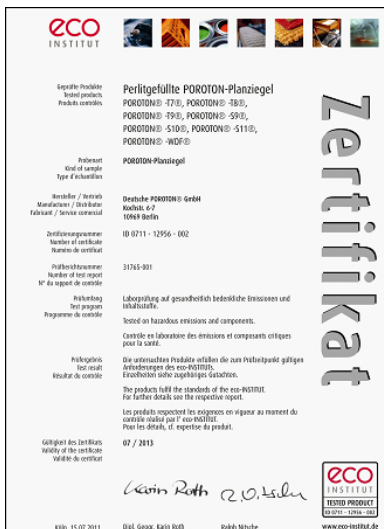 eco
INSTITUT
Zertifikat
Geprüfte Produkte
Tested products
Produits contrôlés
Perlitgefüllte POROTON-Planziegel
POROTON® -T7®, POROTON® -T8®,
POROTON® -T9®, POROTON® -S9®,
POROTON® -S10®, POROTON® -S11®,
POROTON® -WDF®
Probenart
Kind of sample
Type d'échantillon
POROTON-Planziegel
Hersteller / Vertrieb
Manufacturer / Distributor
Fabricant / Service comercial
Deutsche POROTON® GmbH
Kochstr. 6-7
10969 Berlin
Zertifizierungsnummer
Number of certificate
Numéro de certificat
ID 0711 - 12956 - 002
Prüfberichtsnummer
Number of test report
N° du rapport de contrôle
31765-001
Prüfumfang
Test program
Programme du contrôle
Laborprüfung auf gesundheitlich bedenkliche Emissionen und
Inhaltsstoffe.
Tested on hazardous emissions and components.
Contrôle en laboratoire des émissions et composants critiques
pour la santé.
Prüfergebnis
Test result
Résultat du contrôle
Die untersuchten Produkte erfüllen die zum Prüfzeitpunkt gültigen
Anforderungen des eco-INSTITUTs.
Einzelheiten siehe zugehöriges Gutachten.
The products fulfil the standards of the eco-INSTITUT.
For further details see the respective report.
Les produits respectent les exigences en vigueur au moment du
contrôle réalisé par l' eco-INSTITUT.
Pour les détails, cf. expertise du produit.
Gültigkeit des Zertifikats
Validity of the certificate
Validité du certificat
07 / 2013
Karin Roth
eco
INSTITUT
TESTED PRODUCT
ID 0711 - 12956 - 002
Köln, 15.07.2011
Dipl. Geogr. Karin Roth
Ralph Nitsche
www.eco-institut.de